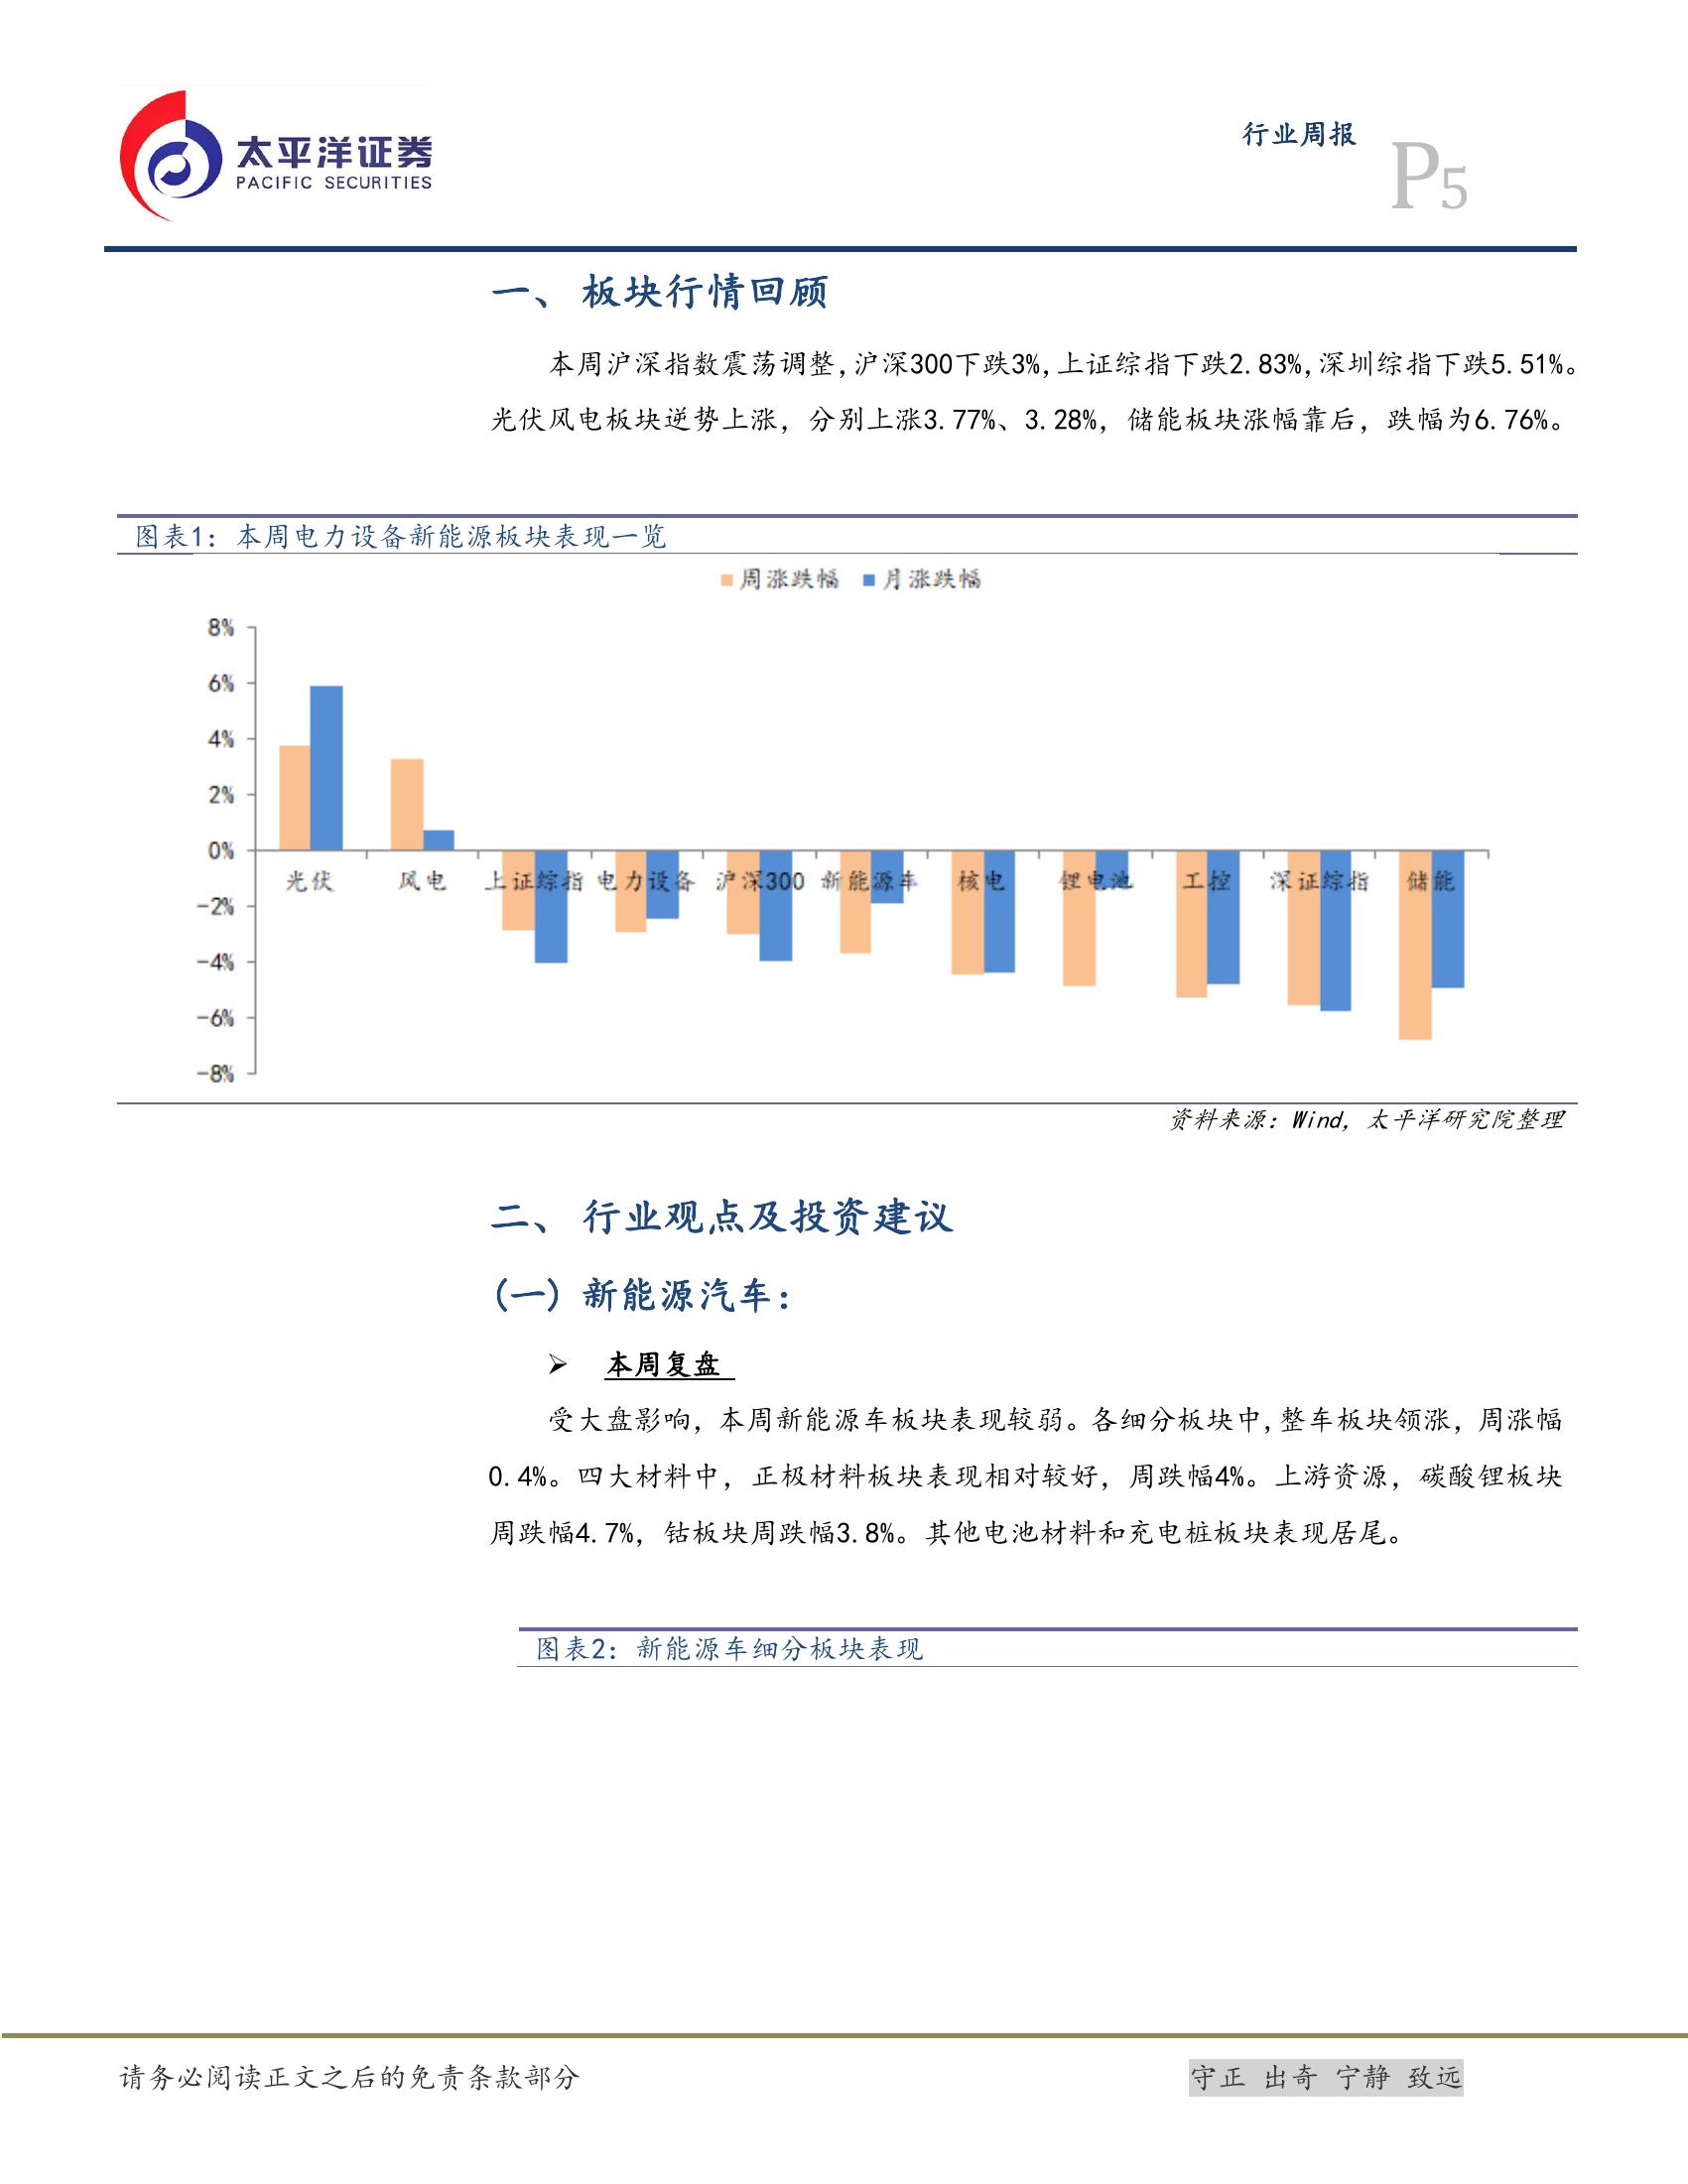 太平洋证券
PACIFIC SECURITIES
行业周报
P5
一、 板块行情回顾
本周沪深指数震荡调整,沪深300下跌3%,上证综指下跌2.83%,深圳综指下跌5.51%。
光伏风电板块逆势上涨，分别上涨3.77%、3.28%，储能板块涨幅靠后，跌幅为6.76%。
图表1：本周电力设备新能源板块表现一览
周涨跌幅 月涨跌幅
8%
6%
4%
2%
0%
-2%
-4%
-6%
-8%
光伏 风电 上证综指 电力设备 沪深300 新能源车 核电 锂电池 工控 深证综指 储能
资料来源：Wind，太平洋研究院整理
二、 行业观点及投资建议
(一) 新能源汽车：
➢ 本周复盘
受大盘影响，本周新能源车板块表现较弱。各细分板块中,整车板块领涨，周涨幅
0.4%。四大材料中，正极材料板块表现相对较好，周跌幅4%。上游资源，碳酸锂板块
周跌幅4.7%，钴板块周跌幅3.8%。其他电池材料和充电桩板块表现居尾。
图表2：新能源车细分板块表现
请务必阅读正文之后的免责条款部分
守正 出奇 宁静 致远